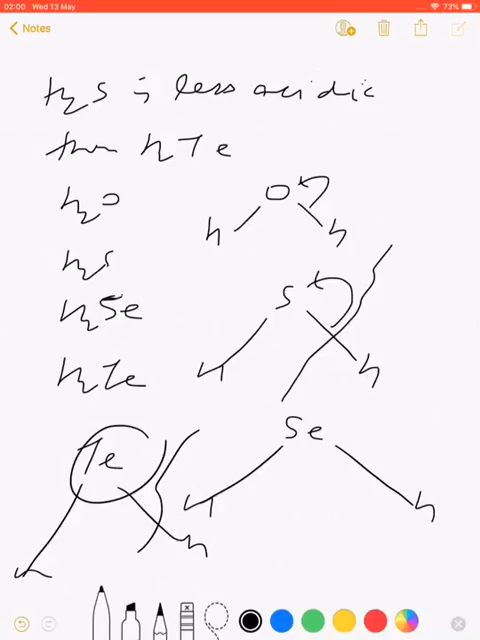 02:00 Wed 13 May 73%
Notes
H2S is less acidic
than H2Te
H2O
H2S
H2Se
H2Te
O
H H
S
H H
Se
H H
Te
H